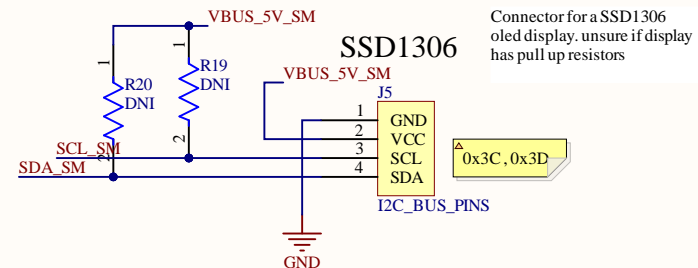 VBUS_5V_SM
Connector for a SSD1306
oled display. unsure if display
has pull up resistors
SSD1306
1
1
R19
DNI
R20
DNI
VBUS_5V_SM
J5
1
GND
2
VCC
2
SCL_SM
3
SCL
2
SDA_SM
4
SDA
0x3C, 0x3D
I2C_BUS_PINS
GND